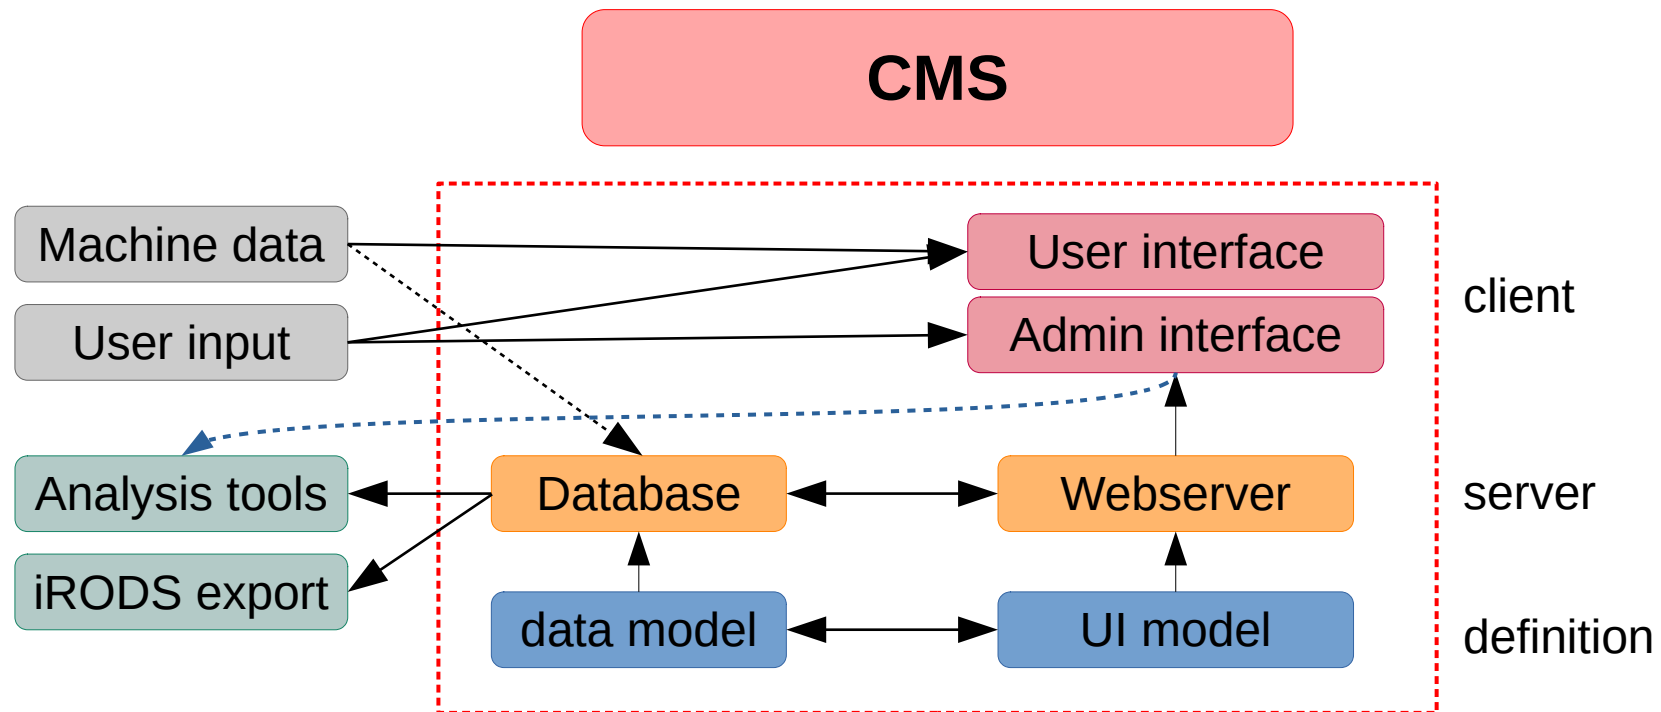 CMS
Machine data
User interface
client
User input
Admin interface
Analysis tools
Database
Webserver
server
iRODS export
data model
UI model
definition